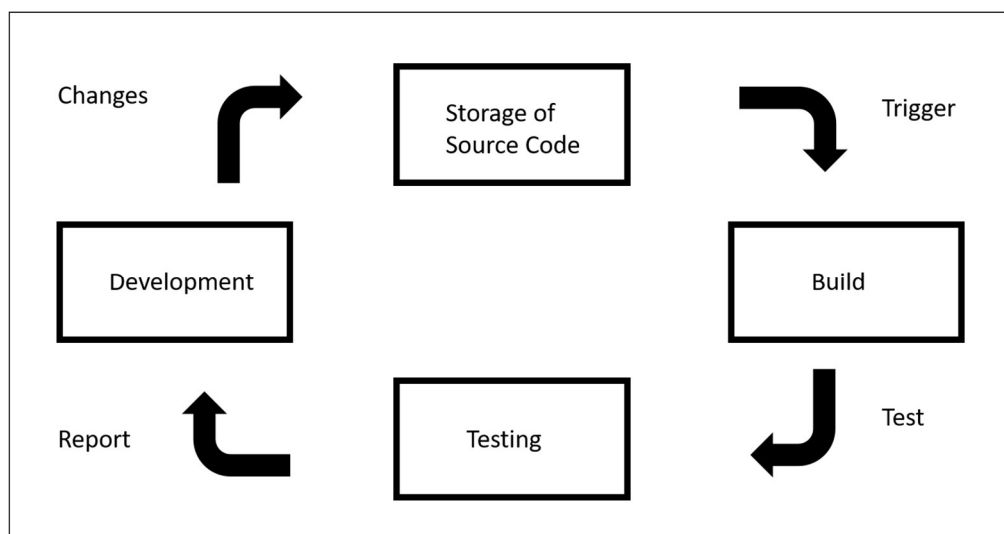 Changes
Storage of
Source Code
Trigger
Development
Build
Report
Testing
Test